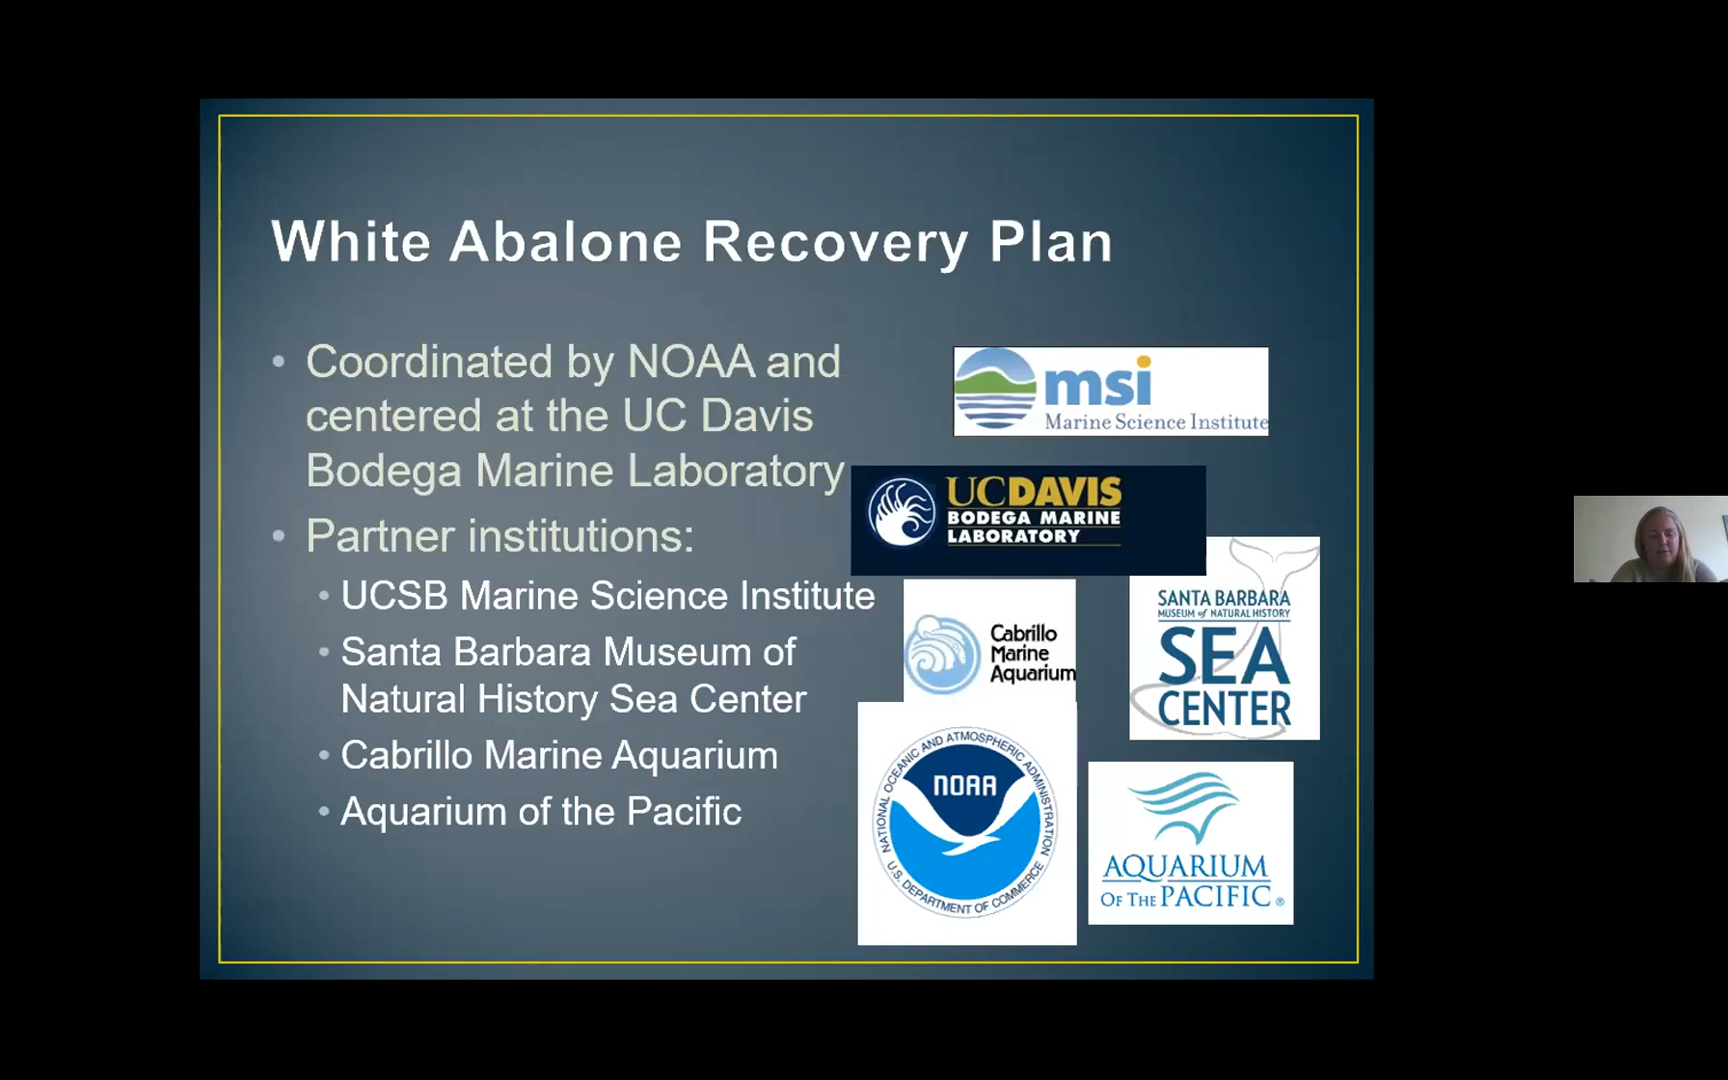 White Abalone Recovery Plan
• Coordinated by NOAA and
centered at the UC Davis
Bodega Marine Laboratory
• Partner institutions:
• UCSB Marine Science Institute
• Santa Barbara Museum of
Natural History Sea Center
• Cabrillo Marine Aquarium
• Aquarium of the Pacific
msi
Marine Science Institute
UCDAVIS
BODEGA MARINE
LABORATORY
SANTA BARBARA
MUSEUM of NATURAL HISTORY
SEA
CENTER
Cabrillo
Marine
Aquarium
NATIONAL OCEANIC AND ATMOSPHERIC ADMINISTRATION
NOAA
U.S. DEPARTMENT OF COMMERCE
AQUARIUM
OF THE PACIFIC®